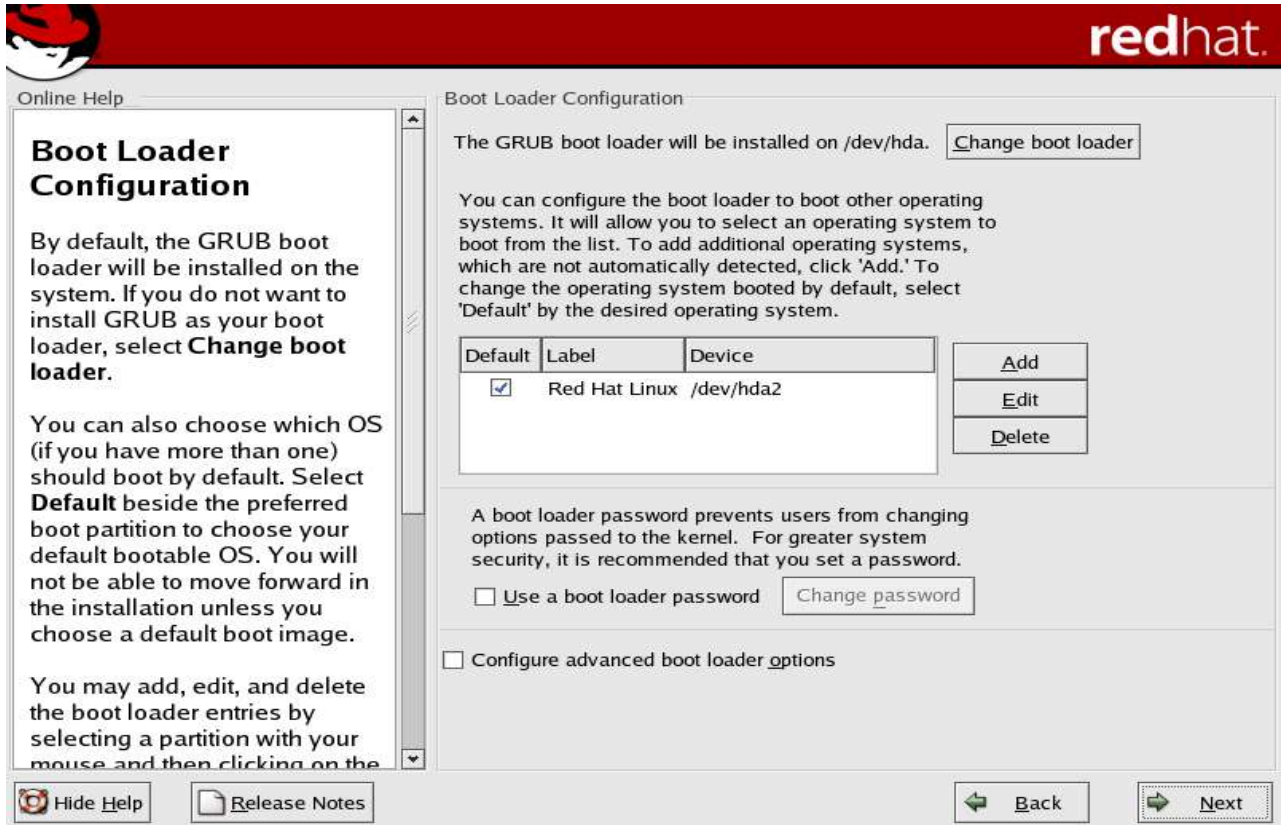 redhat.
Online Help
Boot Loader
Configuration
By default, the GRUB boot
loader will be installed on the
system. If you do not want to
install GRUB as your boot
loader, select Change boot
loader.
You can also choose which OS
(if you have more than one)
should boot by default. Select
Default beside the preferred
boot partition to choose your
default bootable OS. You will
not be able to move forward in
the installation unless you
choose a default boot image.
You may add, edit, and delete
the boot loader entries by
selecting a partition with your
mouse and then clicking on the
Boot Loader Configuration
The GRUB boot loader will be installed on /dev/hda. Change boot loader
You can configure the boot loader to boot other operating
systems. It will allow you to select an operating system to
boot from the list. To add additional operating systems,
which are not automatically detected, click 'Add.' To
change the operating system booted by default, select
'Default' by the desired operating system.
Default Label Device
Red Hat Linux /dev/hda2
Add
Edit
Delete
A boot loader password prevents users from changing
options passed to the kernel. For greater system
security, it is recommended that you set a password.
Use a boot loader password Change password
Configure advanced boot loader options
Hide Help Release Notes Back Next